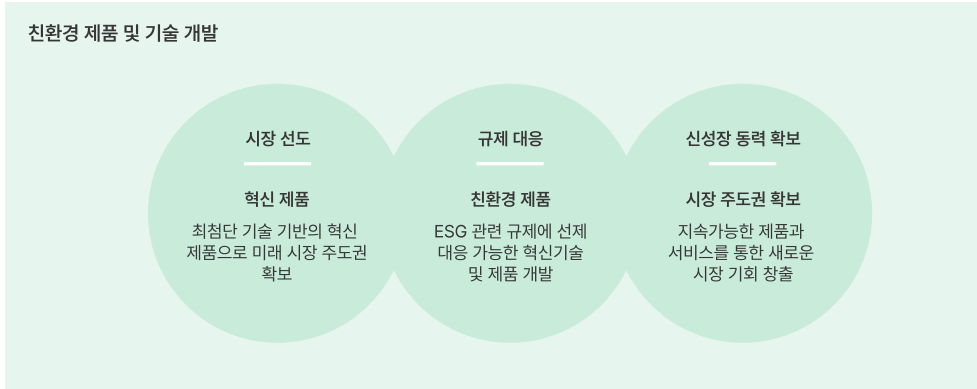 친환경 제품 및 기술 개발
시장 선도
혁신 제품
최첨단 기술 기반의 혁신
제품으로 미래 시장 주도권
확보
규제 대응
친환경 제품
ESG 관련 규제에 선제
대응 가능한 혁신기술
및 제품 개발
신성장 동력 확보
시장 주도권 확보
지속가능한 제품과
서비스를 통한 새로운
시장 기회 창출